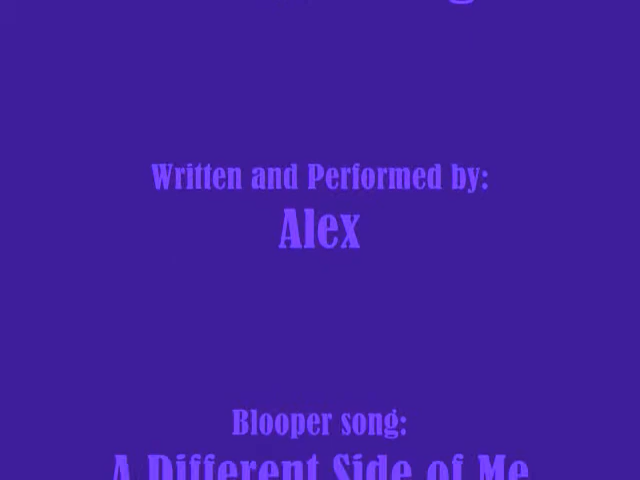 Written and Performed by:
Alex
Blooper song:
A Different Side of Me